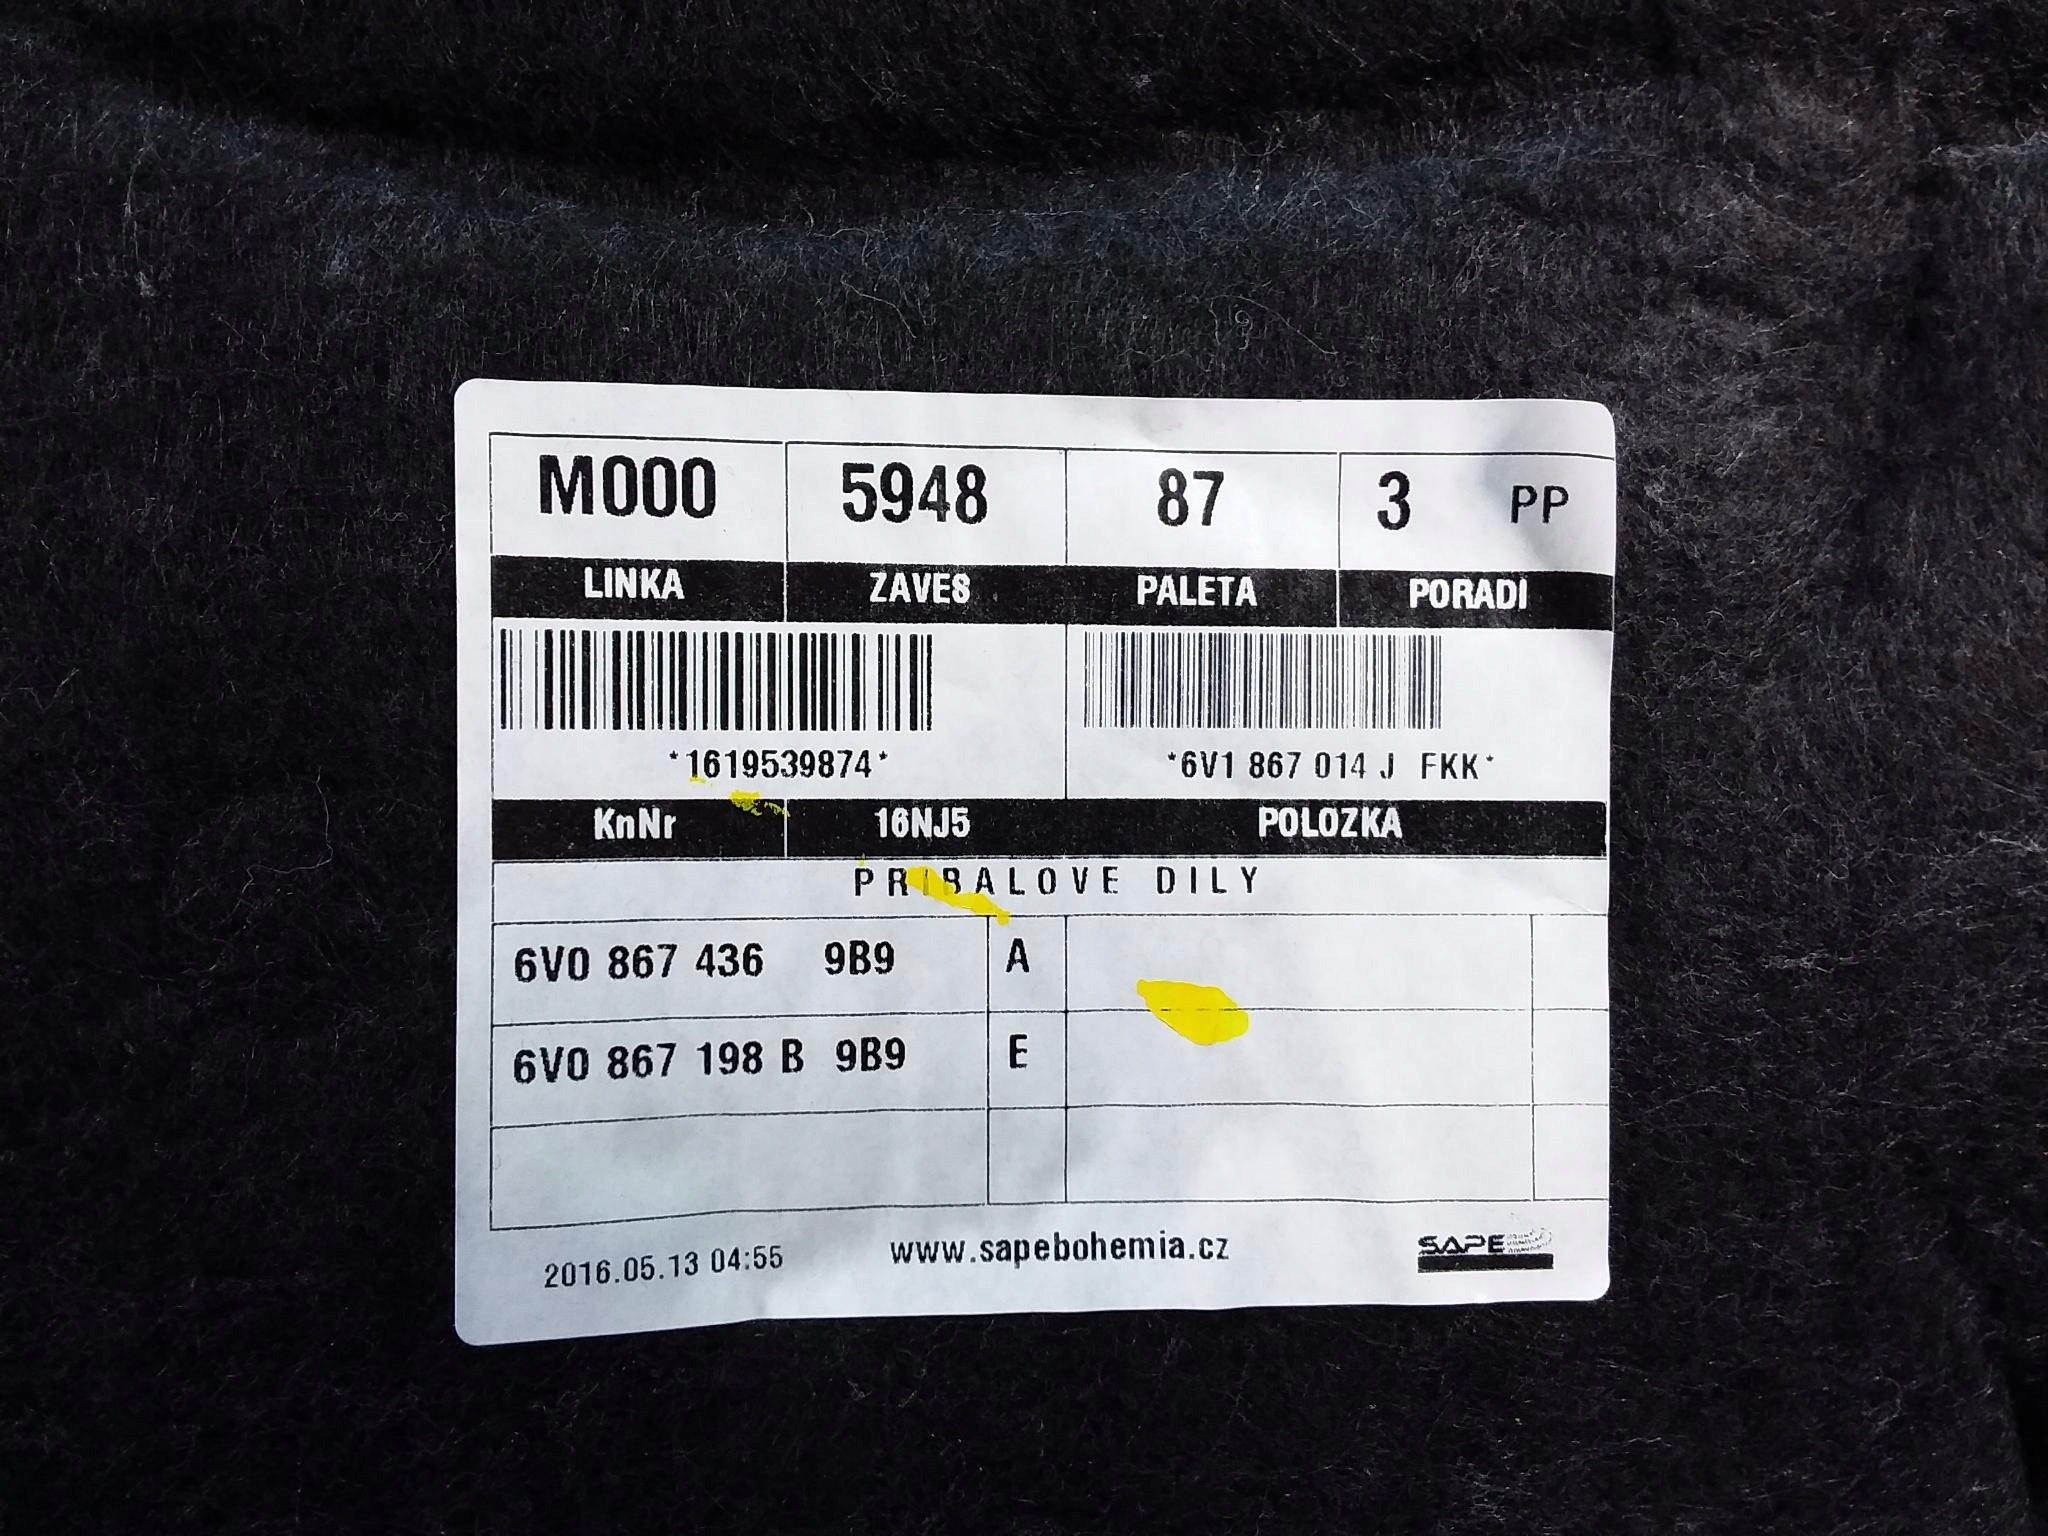 M000 5948 87 3 PP
LINKA ZAVES PALETA PORADI
*1619539874* *6V1 867 014 J FKK*
KnNr 16NJ5 POLOZKA
PRIBALOVE DILY
6V0 867 436 9B9 A
6V0 867 198 B 9B9 E
2016.05.13 04:55 www.sapebohemia.cz SAPE